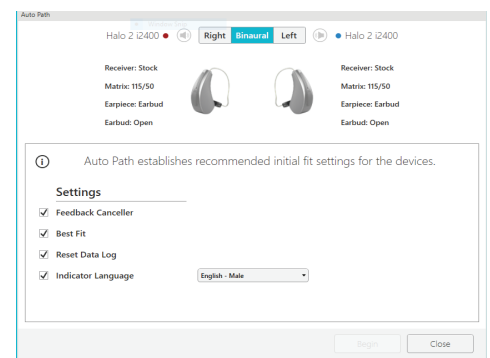 Auto Path
Halo 2 i2400 Right Binaural Left Halo 2 i2400
Receiver: Stock Receiver: Stock
Matrix: 115/50 Matrix: 115/50
Earpiece: Earbud Earpiece: Earbud
Earbud: Open Earbud: Open
Auto Path establishes recommended initial fit settings for the devices.
Settings
Feedback Canceller
Best Fit
Reset Data Log
Indicator Language English - Male
Begin Close